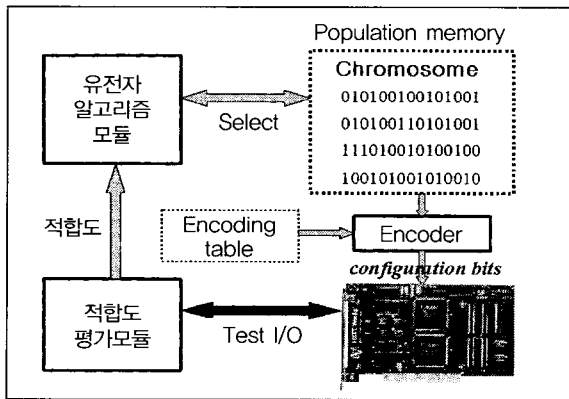 Population memory
유전자
알고리즘
모듈
Select
Chromosome
010100100101001
010100110101001
111010010100100
100101001010010
적합도
Encoding
table
Encoder
configuration bits
적합도
평가모듈
Test I/O